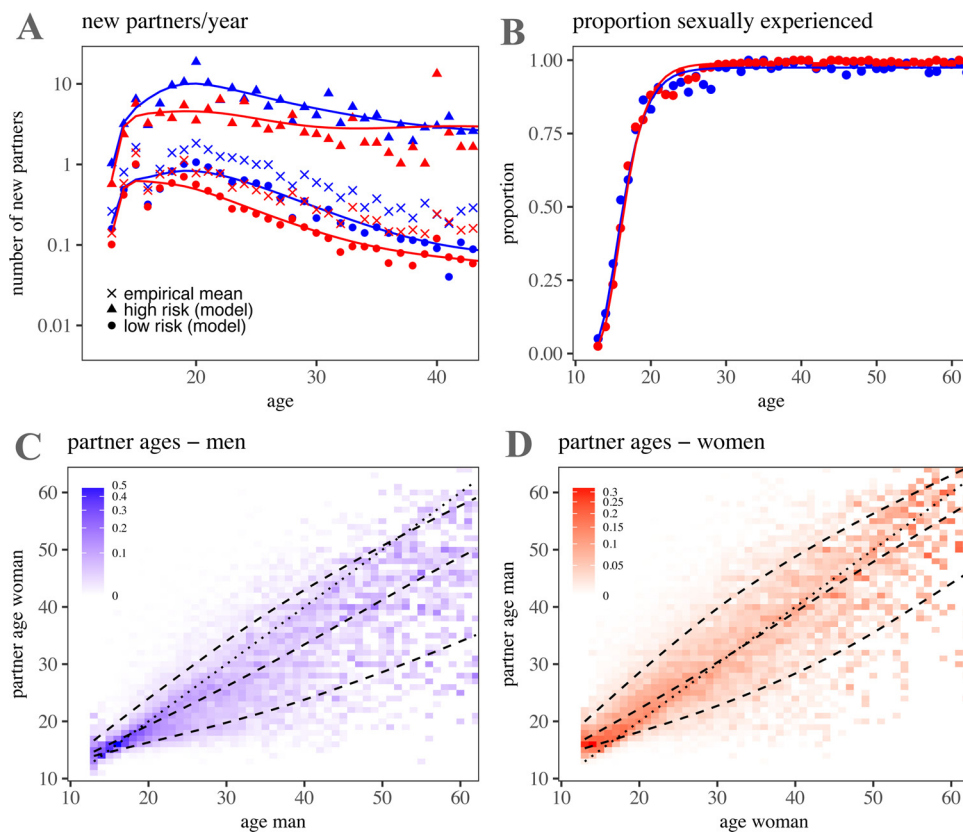 A
new partners/year
number of new partners
10
1
0.1
0.01
× empirical mean
▲ high risk (model)
● low risk (model)
20
30
40
age
B
proportion sexually experienced
proportion
1.00
0.75
0.50
0.25
0.00
10
20
30
40
50
60
age
C
partner ages – men
partner age woman
60
50
40
30
20
10
0.5
0.4
0.3
0.2
0.1
0
10
20
30
40
50
60
age man
D
partner ages – women
partner age man
60
50
40
30
20
10
0.3
0.25
0.2
0.15
0.1
0.05
0
10
20
30
40
50
60
age woman